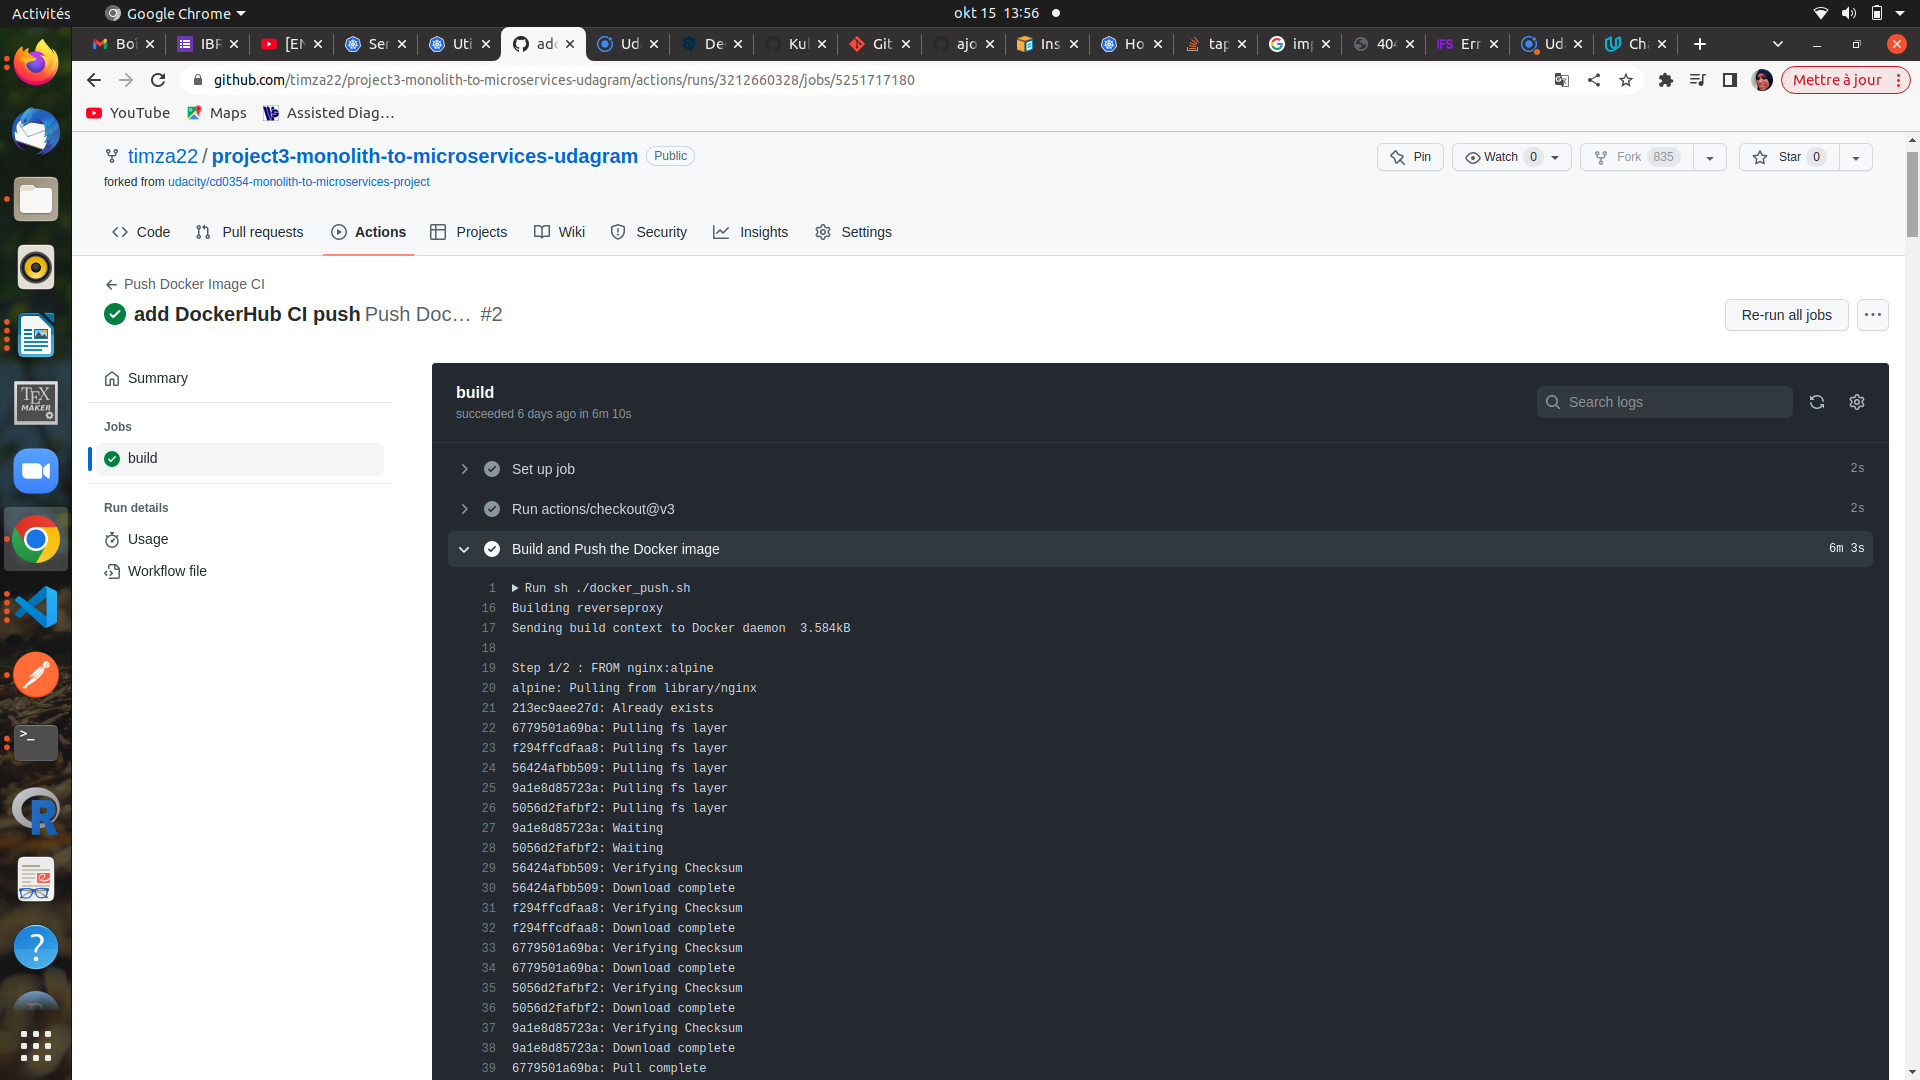 Activités
Google Chrome
okt 15 13:56
Boî
IBR
[EN
Ser
Uti
add
Uda
Dec
Kul
Git
ajo
Ins
Ho
tap
imp
404
Err
Uda
Cha
github.com/timza22/project3-monolith-to-microservices-udagram/actions/runs/3212660328/jobs/5251717180
Mettre à jour
YouTube
Maps
Assisted Diag…
timza22 / project3-monolith-to-microservices-udagram
Public
forked from udacity/cd0354-monolith-to-microservices-project
Pin
Watch 0
Fork 835
Star 0
Code
Pull requests
Actions
Projects
Wiki
Security
Insights
Settings
Push Docker Image CI
add DockerHub CI push Push Doc… #2
Re-run all jobs
Summary
Jobs
build
Run details
Usage
Workflow file
build
succeeded 6 days ago in 6m 10s
Search logs
Set up job 2s
Run actions/checkout@v3 2s
Build and Push the Docker image 6m 3s
1 Run sh ./docker_push.sh
16 Building reverseproxy
17 Sending build context to Docker daemon 3.584kB
18
19 Step 1/2 : FROM nginx:alpine
20 alpine: Pulling from library/nginx
21 213ec9aee27d: Already exists
22 6779501a69ba: Pulling fs layer
23 f294ffcdfaa8: Pulling fs layer
24 56424afbb509: Pulling fs layer
25 9a1e8d85723a: Pulling fs layer
26 5056d2fafbf2: Pulling fs layer
27 9a1e8d85723a: Waiting
28 5056d2fafbf2: Waiting
29 56424afbb509: Verifying Checksum
30 56424afbb509: Download complete
31 f294ffcdfaa8: Verifying Checksum
32 f294ffcdfaa8: Download complete
33 6779501a69ba: Verifying Checksum
34 6779501a69ba: Download complete
35 5056d2fafbf2: Verifying Checksum
36 5056d2fafbf2: Download complete
37 9a1e8d85723a: Verifying Checksum
38 9a1e8d85723a: Download complete
39 6779501a69ba: Pull complete
TEX
MAKER